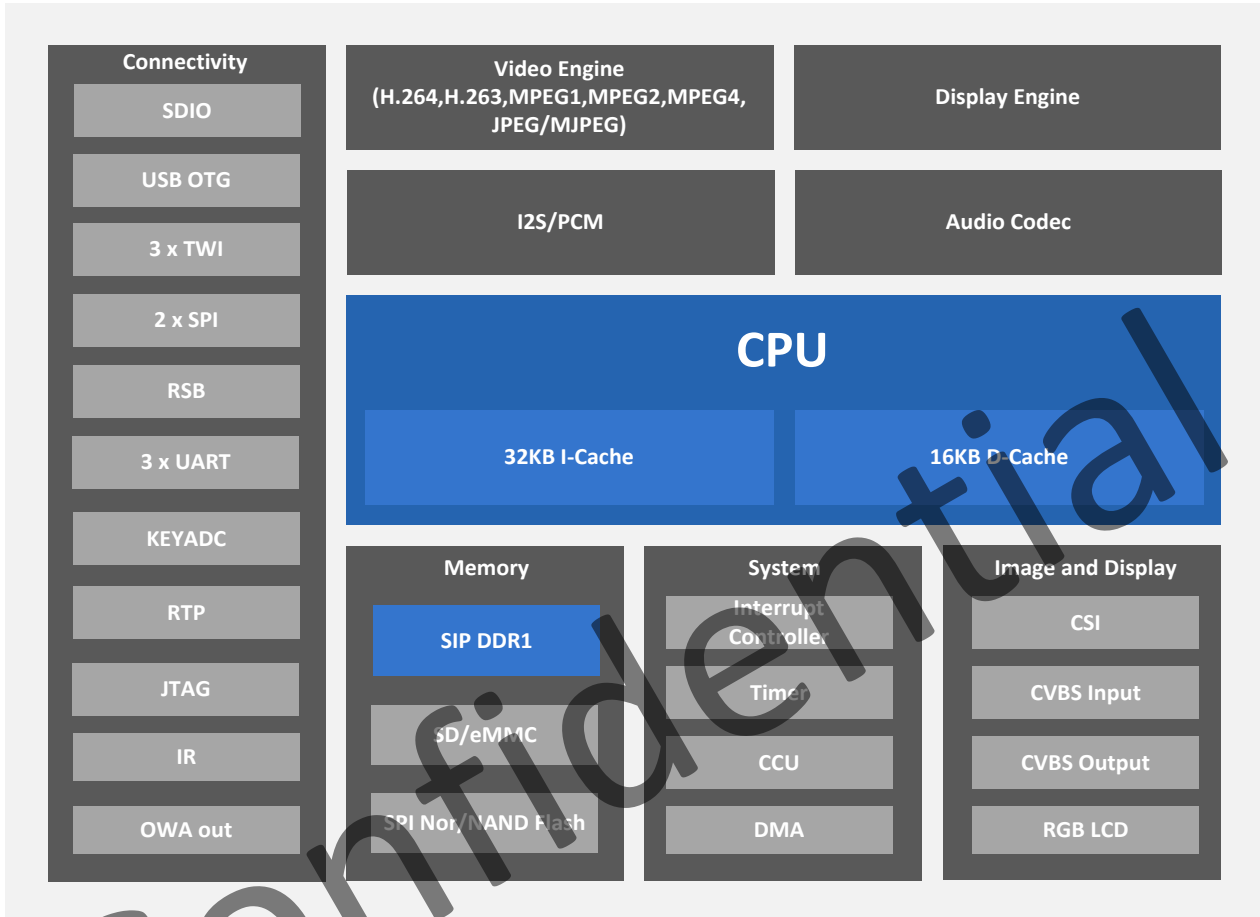 Connectivity
SDIO
USB OTG
3 x TWI
2 x SPI
RSB
3 x UART
KEYADC
RTP
JTAG
IR
OWA out
Video Engine
(H.264,H.263,MPEG1,MPEG2,MPEG4,
JPEG/MJPEG)
Display Engine
I2S/PCM
Audio Codec
CPU
32KB I-Cache
16KB D-Cache
Memory
SIP DDR1
SD/eMMC
SPI Nor/NAND Flash
System
Interrupt
Controller
Timer
CCU
DMA
Image and Display
CSI
CVBS Input
CVBS Output
RGB LCD
Confidential